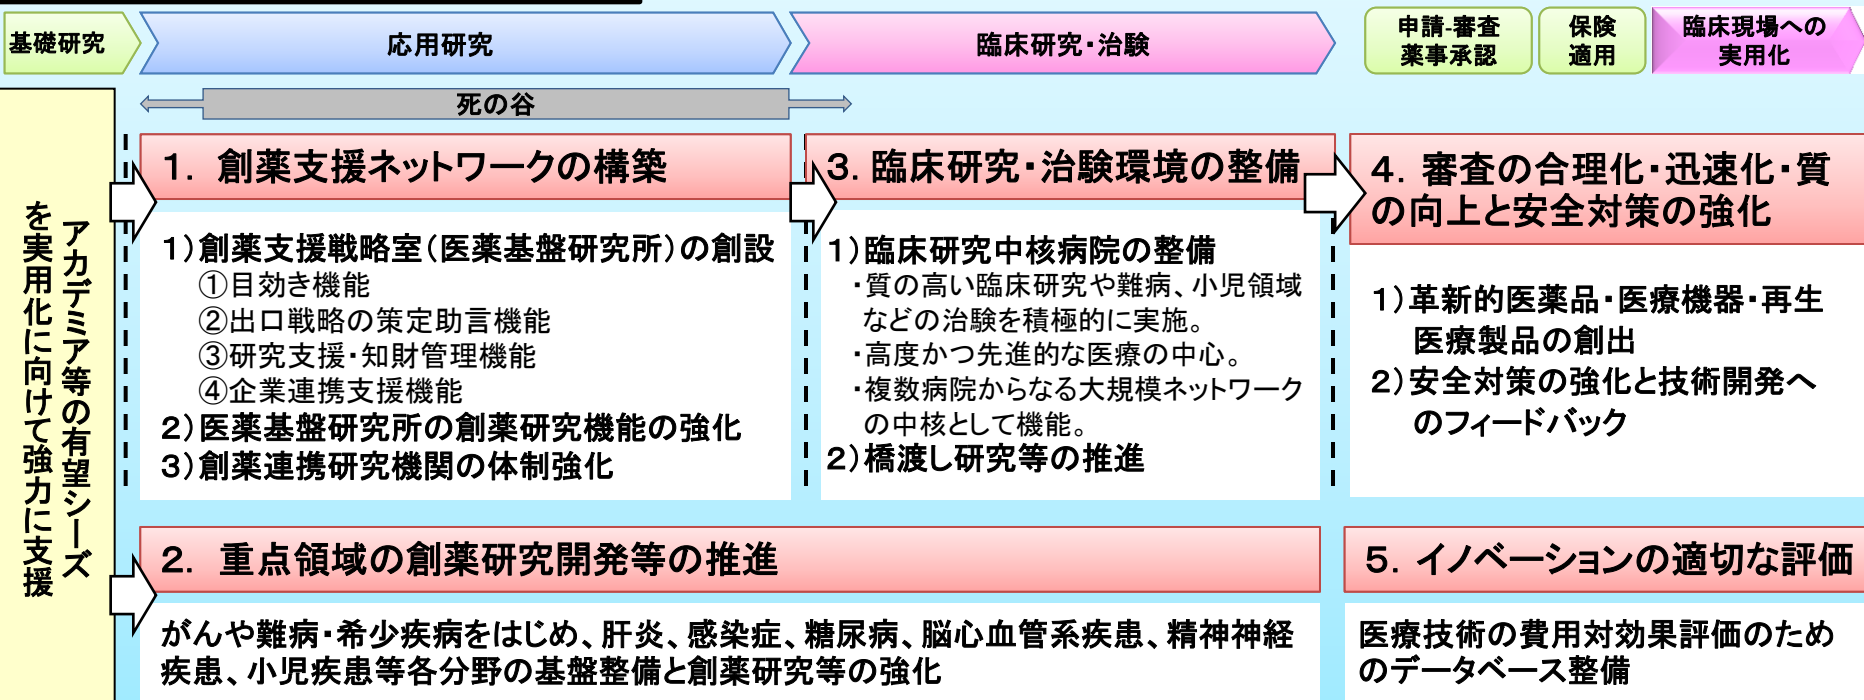 基礎研究
応用研究
臨床研究・治験
申請-審査
薬事承認
保険
適用
臨床現場への
実用化
死の谷
アカデミア等の有望シーズ
を実用化に向けて強力に支援
１．創薬支援ネットワークの構築
１）創薬支援戦略室（医薬基盤研究所）の創設
①目効き機能
②出口戦略の策定助言機能
③研究支援・知財管理機能
④企業連携支援機能
２）医薬基盤研究所の創薬研究機能の強化
３）創薬連携研究機関の体制強化
３．臨床研究・治験環境の整備
１）臨床研究中核病院の整備
・質の高い臨床研究や難病、小児領域
などの治験を積極的に実施。
・高度かつ先進的な医療の中心。
・複数病院からなる大規模ネットワーク
の中核として機能。
２）橋渡し研究等の推進
４．審査の合理化・迅速化・質
の向上と安全対策の強化
１）革新的医薬品・医療機器・再生
医療製品の創出
２）安全対策の強化と技術開発へ
のフィードバック
２．重点領域の創薬研究開発等の推進
がんや難病・希少疾病をはじめ、肝炎、感染症、糖尿病、脳心血管系疾患、精神神経
疾患、小児疾患等各分野の基盤整備と創薬研究等の強化
５．イノベーションの適切な評価
医療技術の費用対効果評価のため
のデータベース整備